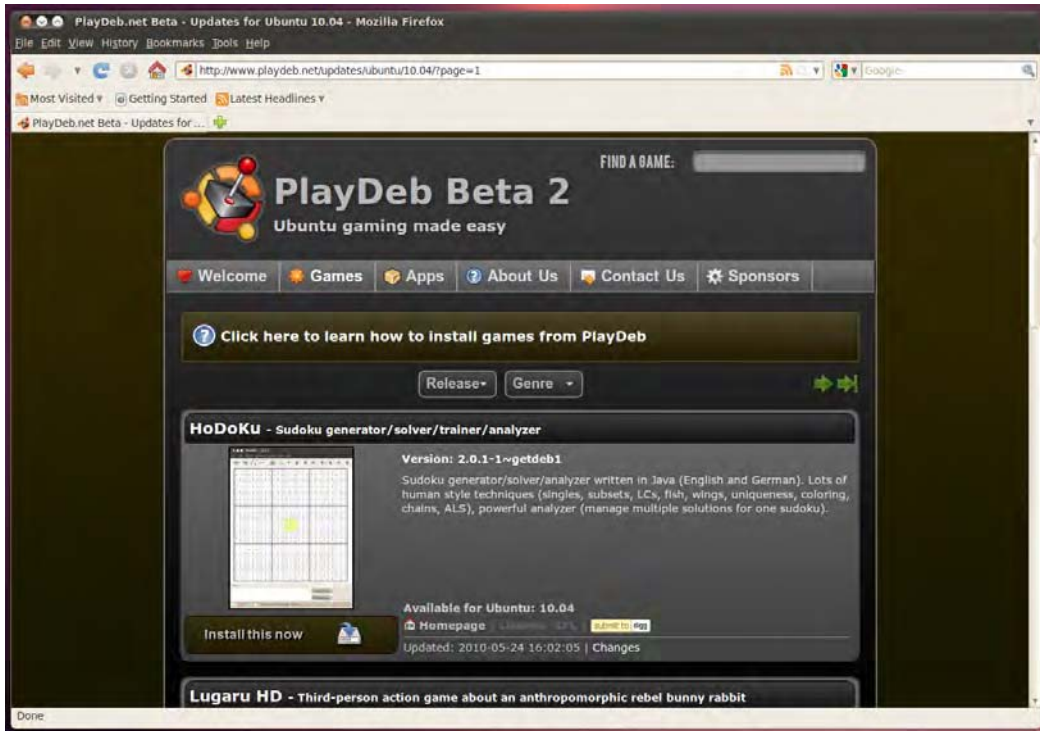 PlayDeb.net Beta - Updates for Ubuntu 10.04 - Mozilla Firefox
File Edit View History Bookmarks Tools Help
http://www.playdeb.net/updates/ubuntu/10.04/?page=1
Google
Most Visited Getting Started Latest Headlines
PlayDeb.net Beta - Updates for ...
FIND A GAME:
PlayDeb Beta 2
Ubuntu gaming made easy
Welcome Games Apps About Us Contact Us Sponsors
Click here to learn how to install games from PlayDeb
Release Genre
HoDoKu - Sudoku generator/solver/trainer/analyzer
Version: 2.0.1-1~getdeb1
Sudoku generator/solver/analyzer written in Java (English and German). Lots of
human style techniques (singles, subsets, LCs, fish, wings, uniqueness, coloring,
chains, ALS), powerful analyzer (manage multiple solutions for one sudoku).
Available for Ubuntu: 10.04
Homepage
submit to digg
Install this now
Updated: 2010-05-24 16:02:05 | Changes
Lugaru HD - Third-person action game about an anthropomorphic rebel bunny rabbit
Done